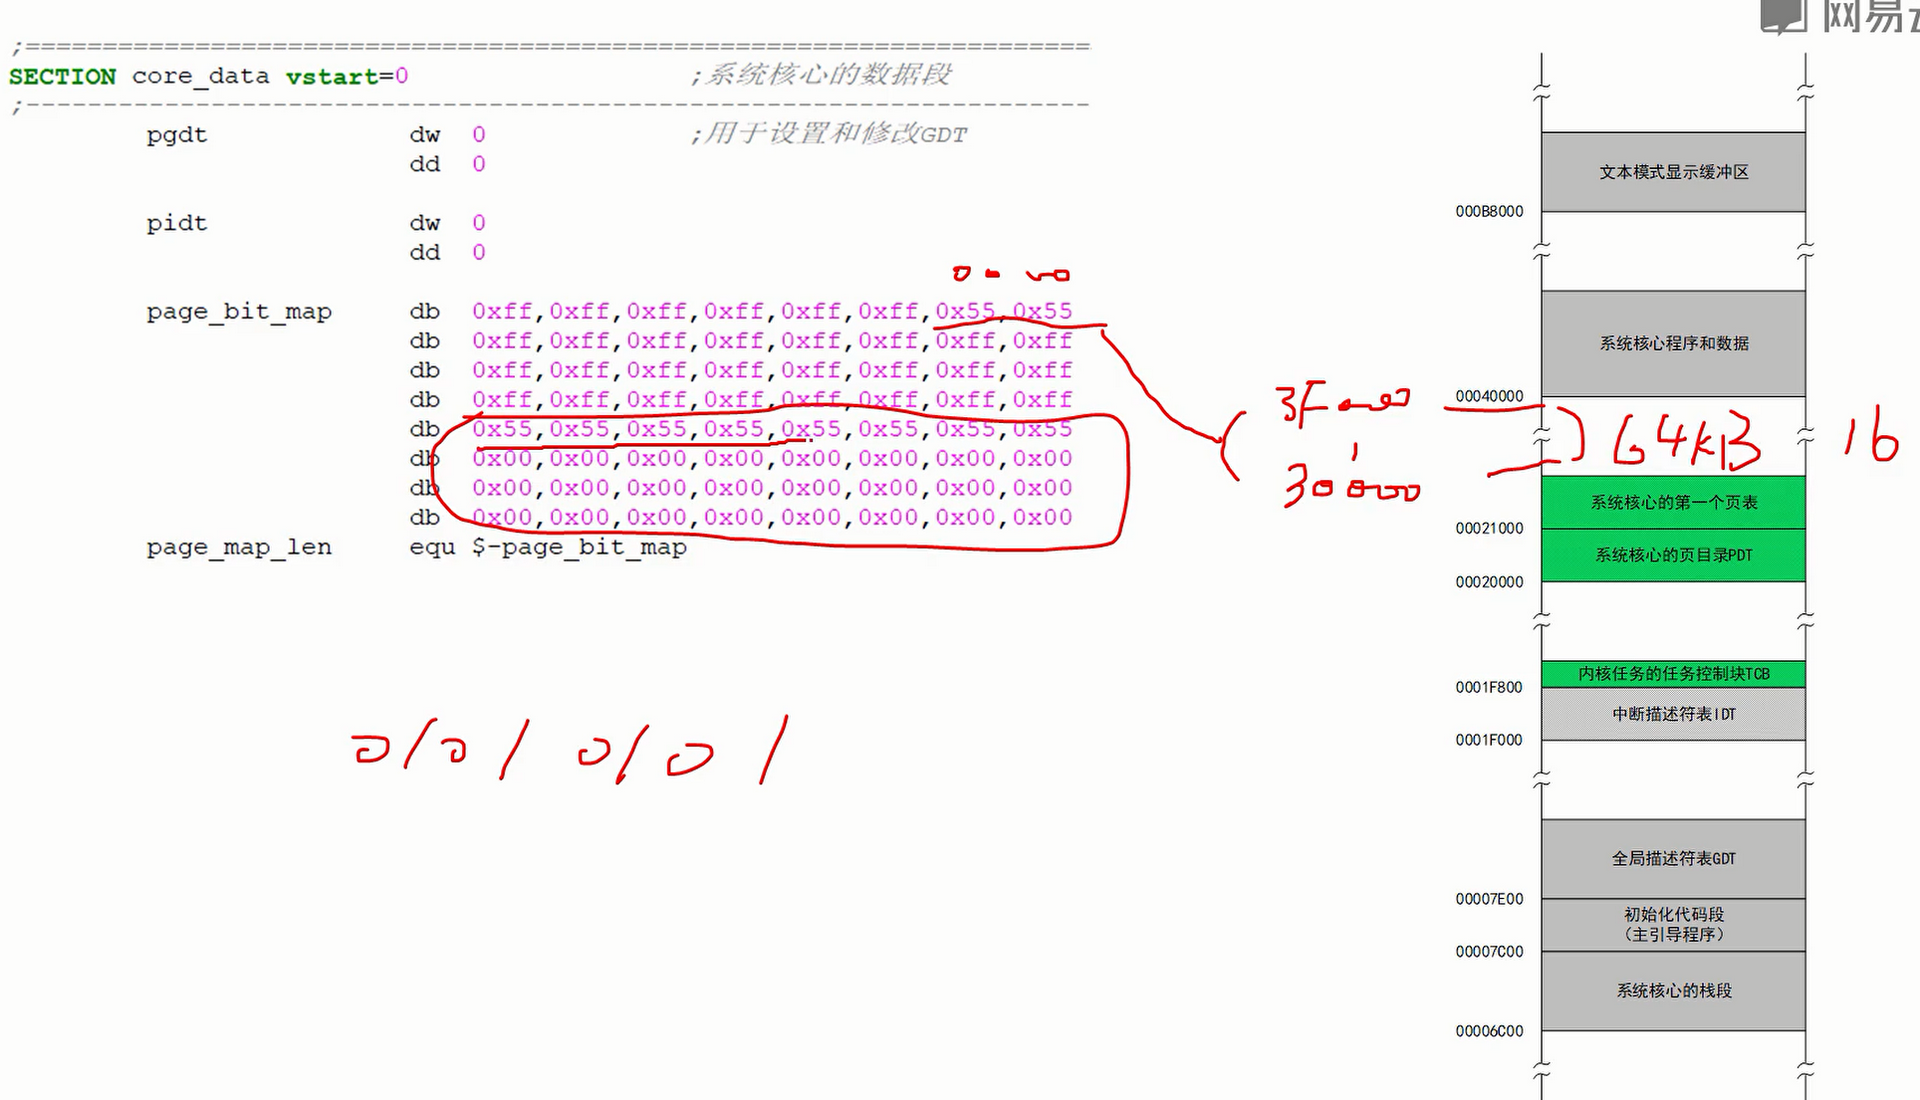 网易云
;=====================================================================
SECTION core_data vstart=0 ;系统核心的数据段
;---------------------------------------------------------------------
pgdt dw 0 ;用于设置和修改GDT
dd 0
pidt dw 0
dd 0
page_bit_map db 0xff,0xff,0xff,0xff,0xff,0xff,0x55,0x55
db 0xff,0xff,0xff,0xff,0xff,0xff,0xff,0xff
db 0xff,0xff,0xff,0xff,0xff,0xff,0xff,0xff
db 0xff,0xff,0xff,0xff,0xff,0xff,0xff,0xff
db 0x55,0x55,0x55,0x55,0x55,0x55,0x55,0x55
db 0x00,0x00,0x00,0x00,0x00,0x00,0x00,0x00
db 0x00,0x00,0x00,0x00,0x00,0x00,0x00,0x00
db 0x00,0x00,0x00,0x00,0x00,0x00,0x00,0x00
page_map_len equ $-page_bit_map
0 1 0 1 0 1 0 1
3F000
30000
64KB 16
文本模式显示缓冲区
000B8000
系统核心程序和数据
00040000
系统核心的第一个页表
00021000
系统核心的页目录PDT
00020000
内核任务的任务控制块TCB
0001F800
中断描述符表IDT
0001F000
全局描述符表GDT
00007E00
初始化代码段
（主引导程序）
00007C00
系统核心的栈段
00006C00